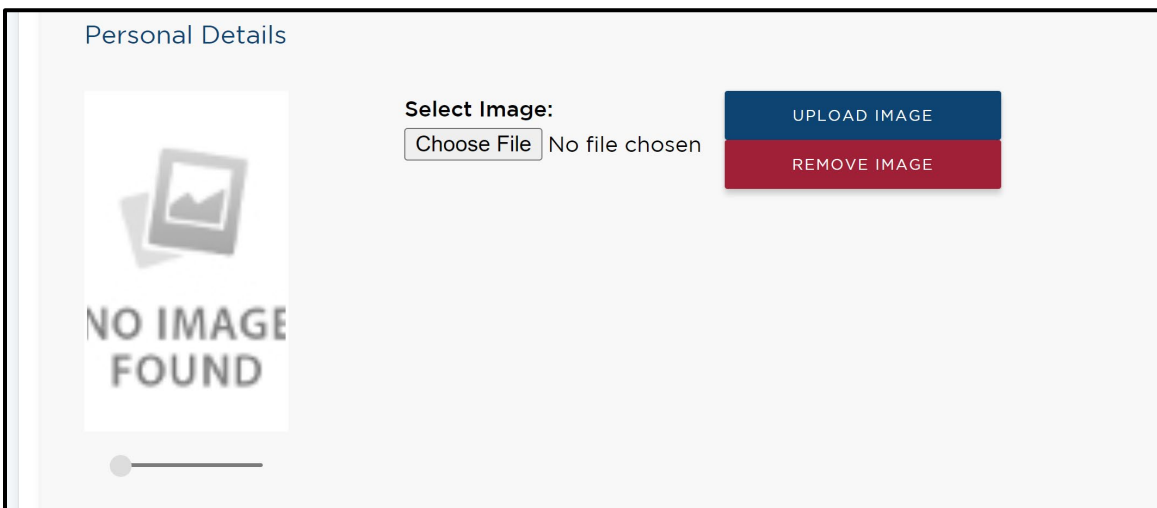 Personal Details
Select Image:
Choose File No file chosen
UPLOAD IMAGE
REMOVE IMAGE
NO IMAGE
FOUND